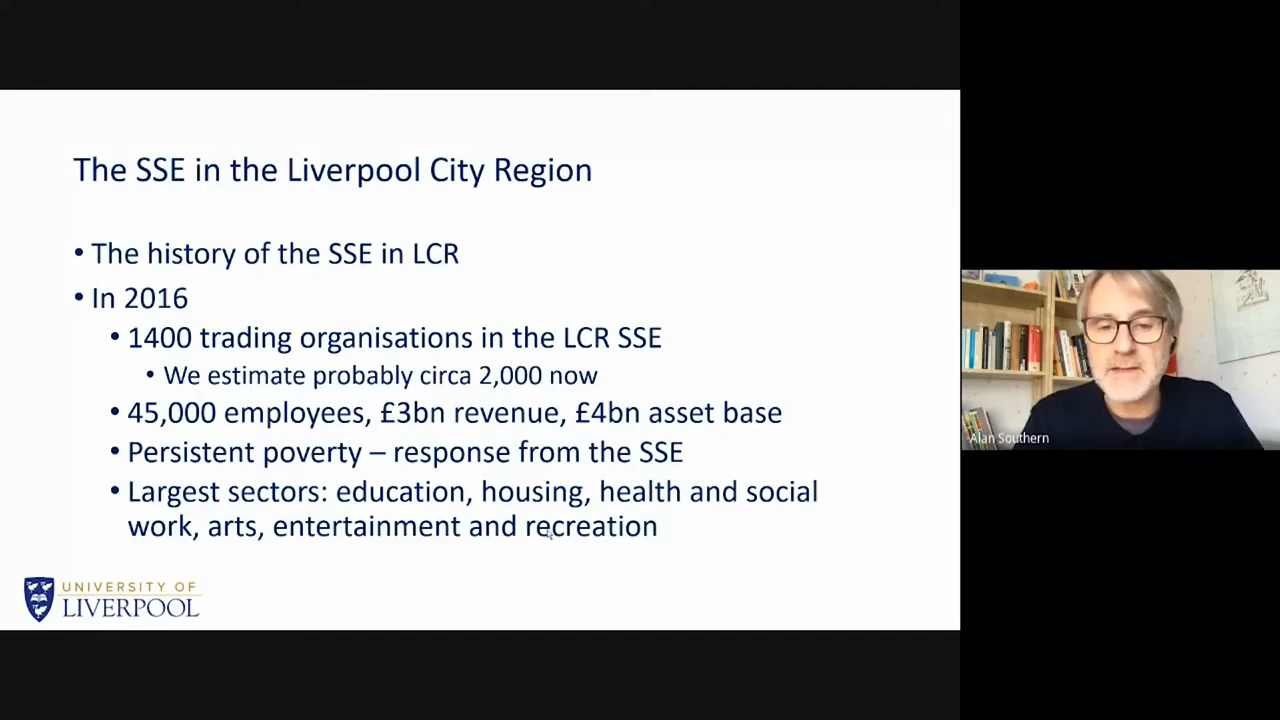 The SSE in the Liverpool City Region
• The history of the SSE in LCR
• In 2016
• 1400 trading organisations in the LCR SSE
• We estimate probably circa 2,000 now
• 45,000 employees, £3bn revenue, £4bn asset base
• Persistent poverty – response from the SSE
• Largest sectors: education, housing, health and social
work, arts, entertainment and recreation
UNIVERSITY OF
LIVERPOOL
Alan Southern